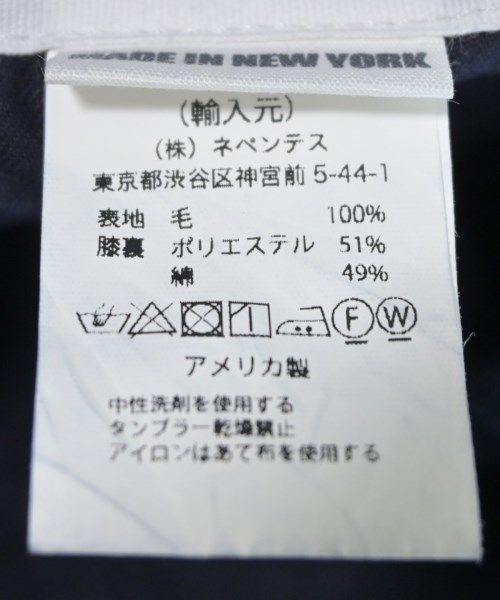 MADE IN NEW YORK
(輸入元)
(株) ネペンテス
東京都渋谷区神宮前 5-44-1
表地 毛 100%
膝裏 ポリエステル 51%
綿 49%
F W
アメリカ製
中性洗剤を使用する
タンブラー乾燥禁止
アイロンはあて布を使用する